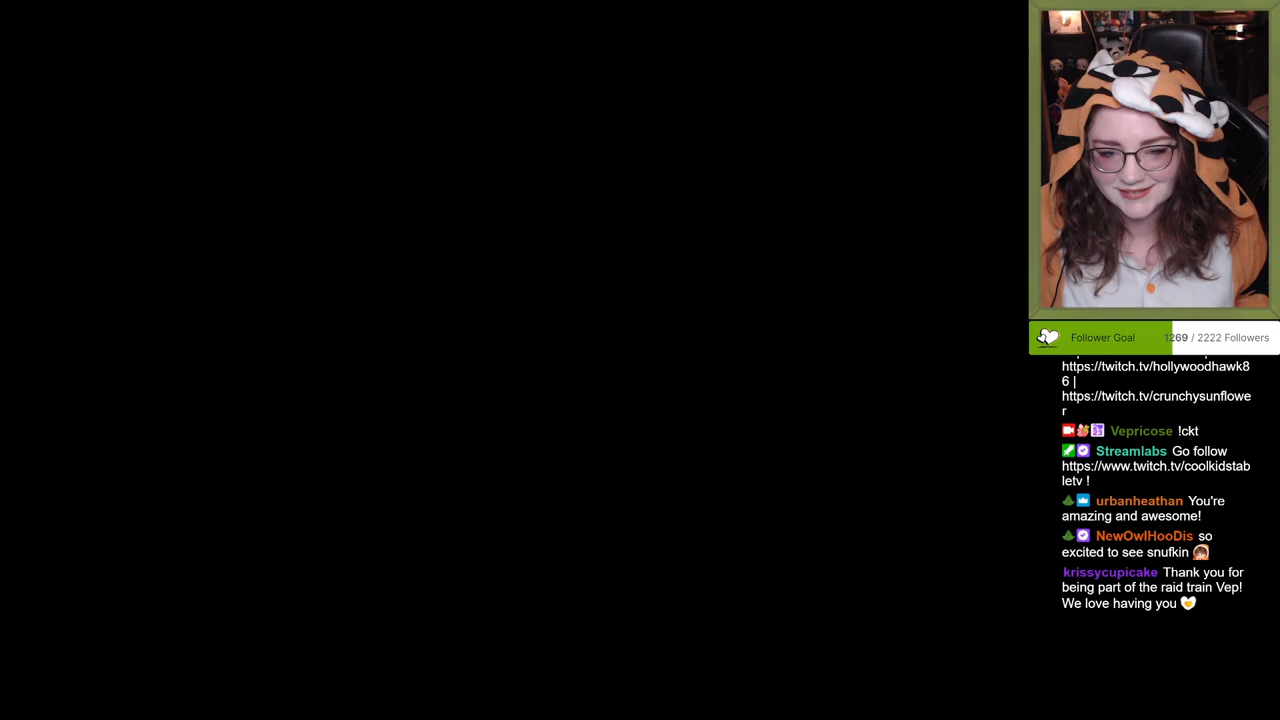 Follower Goal
1269 / 2222 Followers
https://twitch.tv/hollywoodhawk8
6 |
https://twitch.tv/crunchysunflowe
r
Vepricose !ckt
Streamlabs Go follow
https://www.twitch.tv/coolkidstab
letv !
urbanheathan You're
amazing and awesome!
NewOwlHooDis so
excited to see snufkin
krissycupicake Thank you for
being part of the raid train Vep!
We love having you